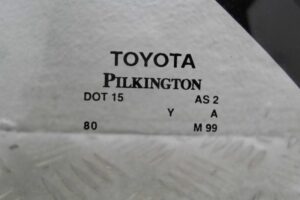 TOYOTA
PILKINGTON
DOT 15 AS 2
Y A
80 M 99